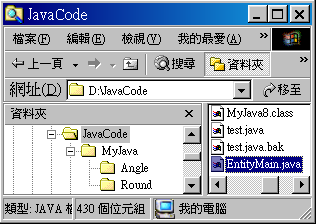 JavaCode
檔案(F) 編輯(E) 檢視(V) 我的最愛(A) »
上一頁 搜尋 資料夾
網址(D) D:\JavaCode 移至
資料夾 ×
JavaCode
MyJava
Angle
Round
MyJava8.class
test.java
test.java.bak
EntityMain.java
類型: JAVA 430 個位元組 我的電腦